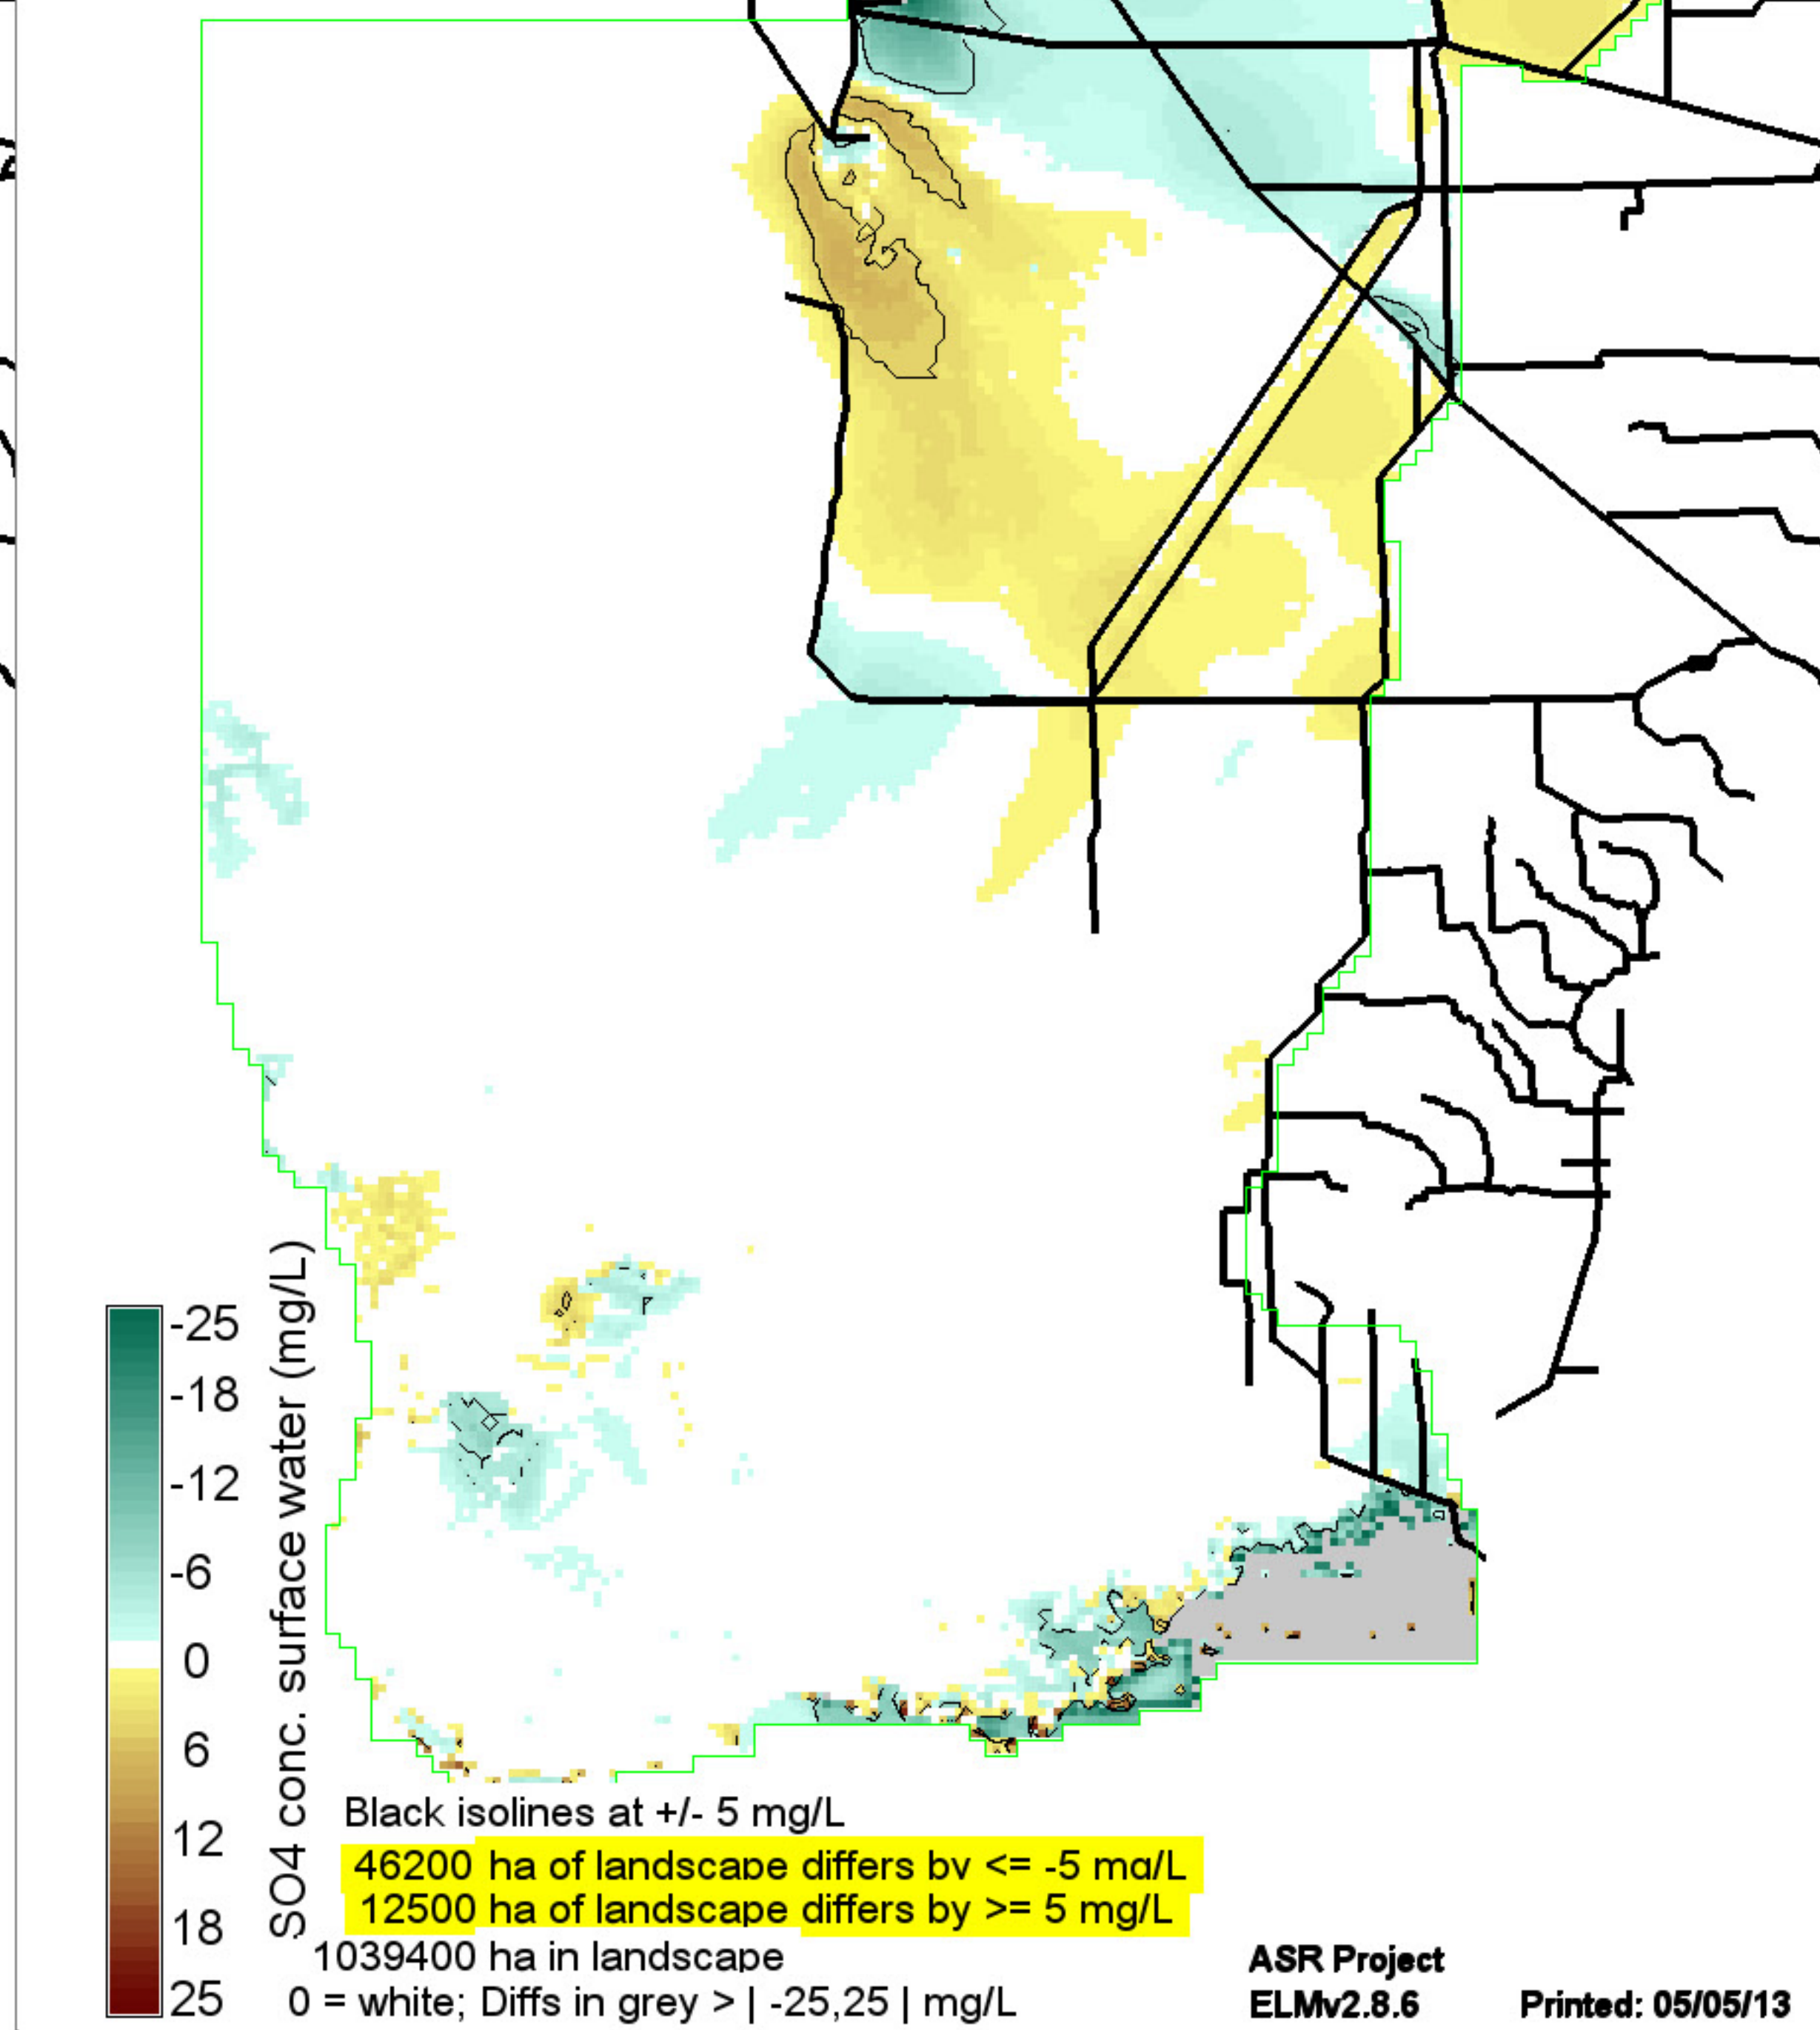 -25
-18
-12
-6
0
6
12
18
25
SO4 conc. surface water (mg/L)
Black isolines at +/- 5 mg/L
46200 ha of landscape differs by <= -5 mg/L
12500 ha of landscape differs by >= 5 mg/L
1039400 ha in landscape
0 = white; Diffs in grey > | -25,25 | mg/L
ASR Project
ELMv2.8.6
Printed: 05/05/13